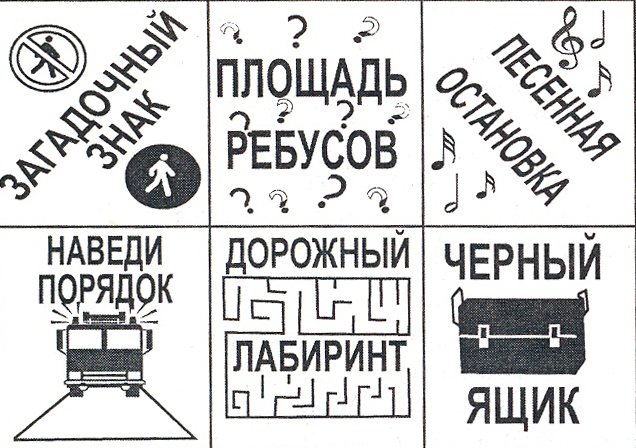 ЗАГАДОЧНЫЙ
ЗНАК
ПЛОЩАДЬ
РЕБУСОВ
ПЕСЕННАЯ
ОСТАНОВКА
НАВЕДИ
ПОРЯДОК
ДОРОЖНЫЙ
ЛАБИРИНТ
ЧЕРНЫЙ
ЯЩИК